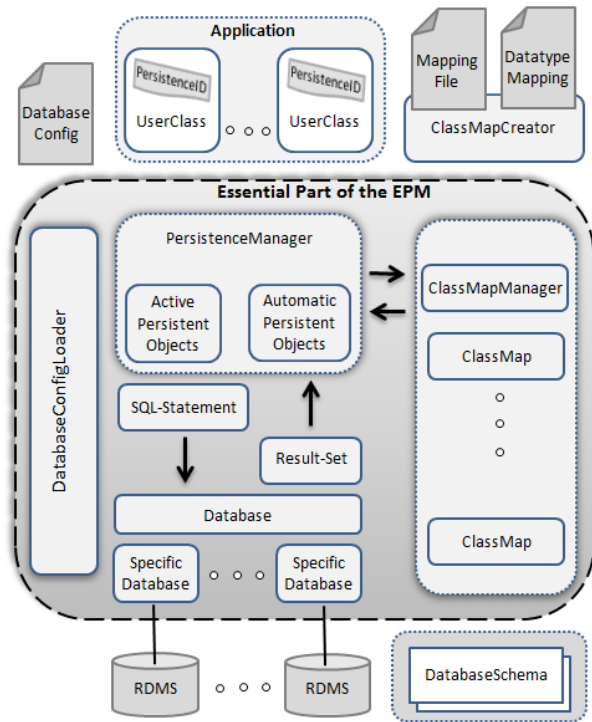 Application
PersistenceID
UserClass
PersistenceID
UserClass
Database
Config
Mapping
File
Datatype
Mapping
ClassMapCreator
Essential Part of the EPM
DatabaseConfigLoader
PersistenceManager
Active
Persistent
Objects
Automatic
Persistent
Objects
ClassMapManager
ClassMap
ClassMap
SQL-Statement
Result-Set
Database
Specific
Database
Specific
Database
RDMS
RDMS
DatabaseSchema